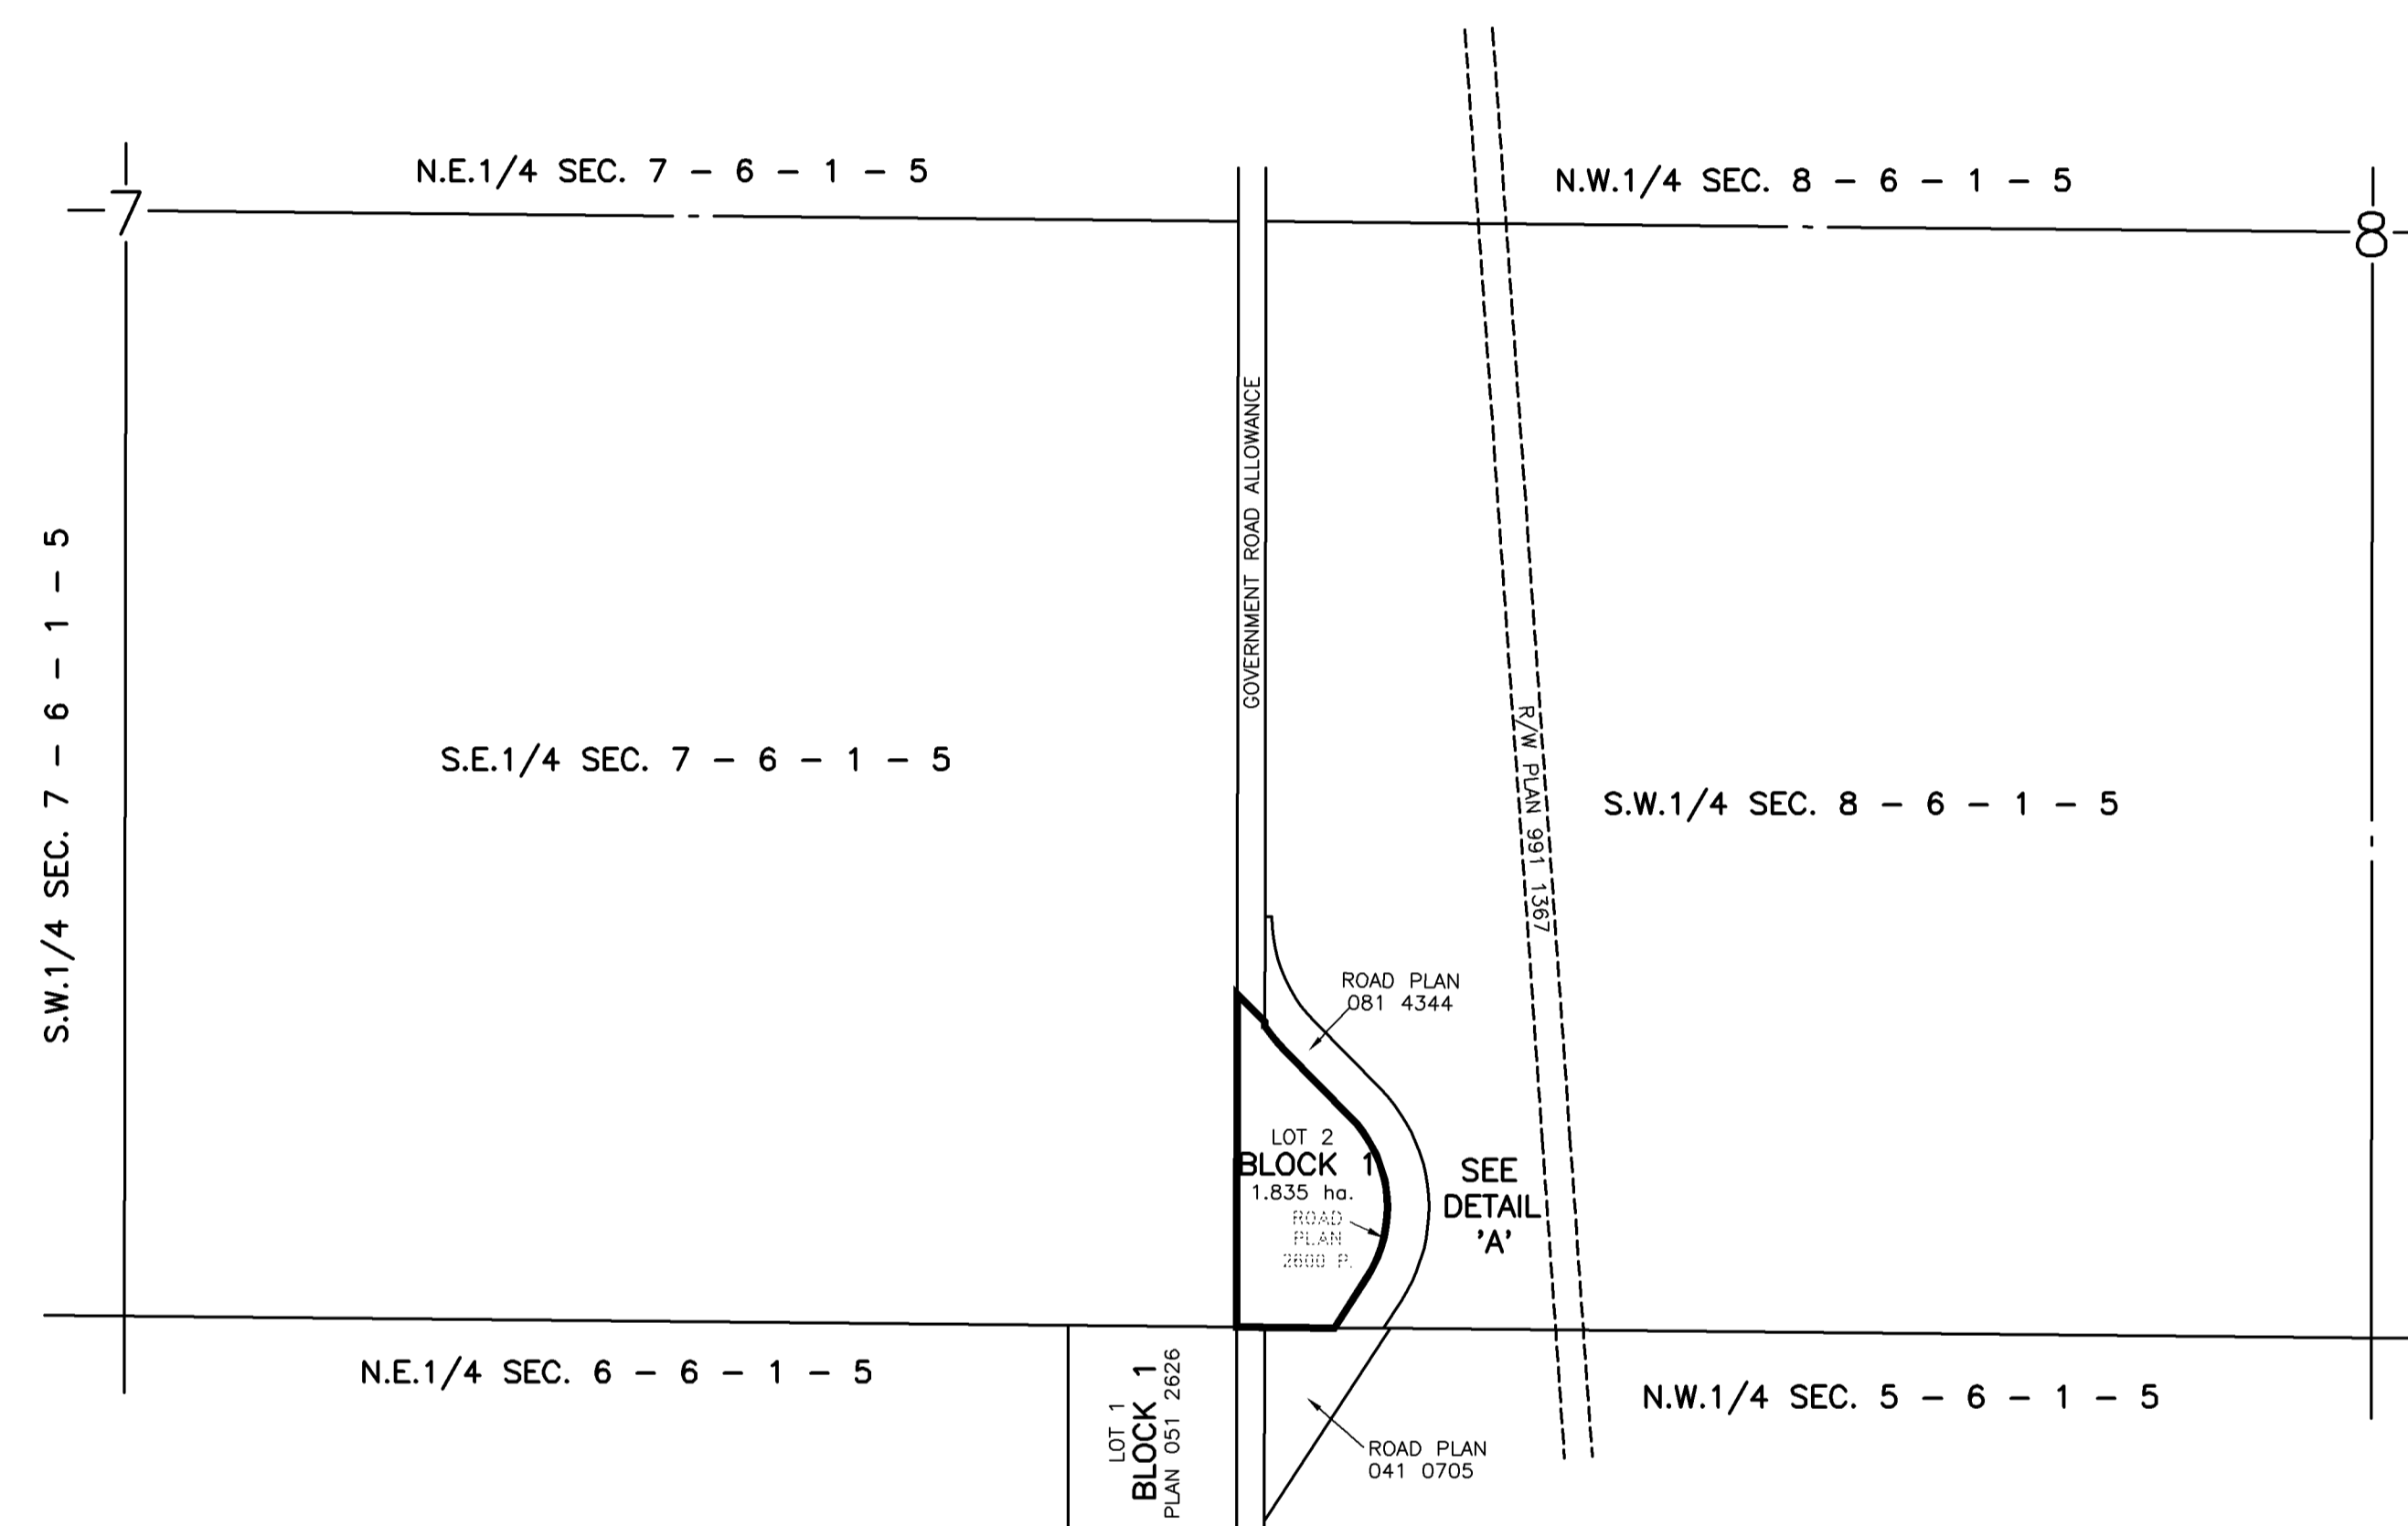 N.E.1/4 SEC. 7 – 6 – 1 – 5
N.W.1/4 SEC. 8 – 6 – 1 – 5
7
8
GOVERNMENT ROAD ALLOWANCE
S.W.1/4 SEC. 7 – 6 – 1 – 5
S.E.1/4 SEC. 7 – 6 – 1 – 5
R/W PLAN 991 1367
S.W.1/4 SEC. 8 – 6 – 1 – 5
ROAD PLAN
081 4344
LOT 2
BLOCK 1
1.835 ha.
ROAD
PLAN
2600 P.
SEE
DETAIL
'A'
N.E.1/4 SEC. 6 – 6 – 1 – 5
LOT 1
BLOCK 1
PLAN 051 2626
N.W.1/4 SEC. 5 – 6 – 1 – 5
ROAD PLAN
041 0705